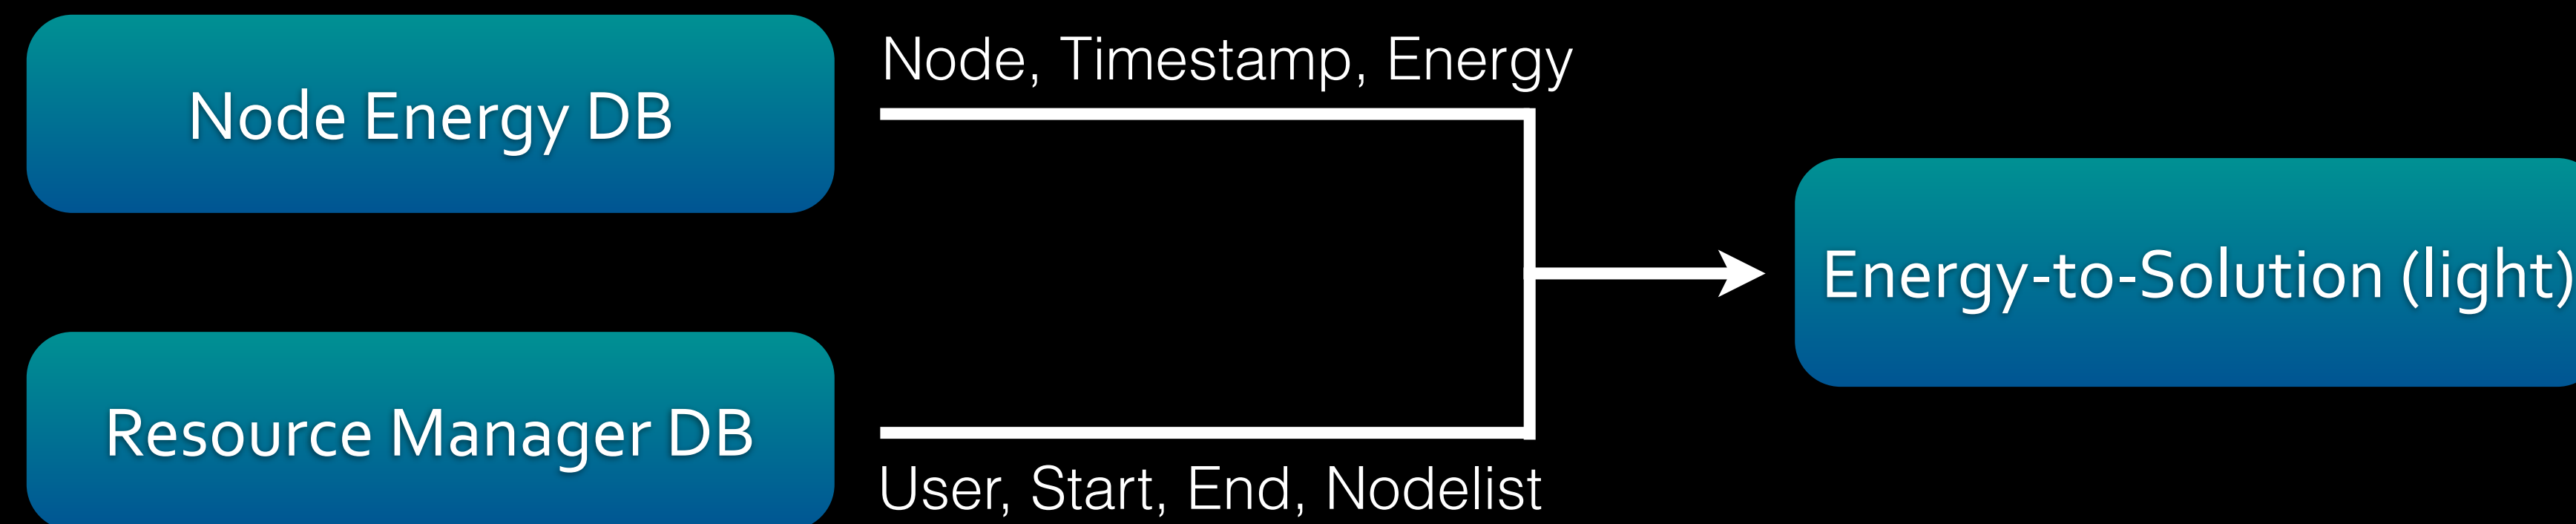 Node Energy DB
Node, Timestamp, Energy
Energy-to-Solution (light)
Resource Manager DB
User, Start, End, Nodelist